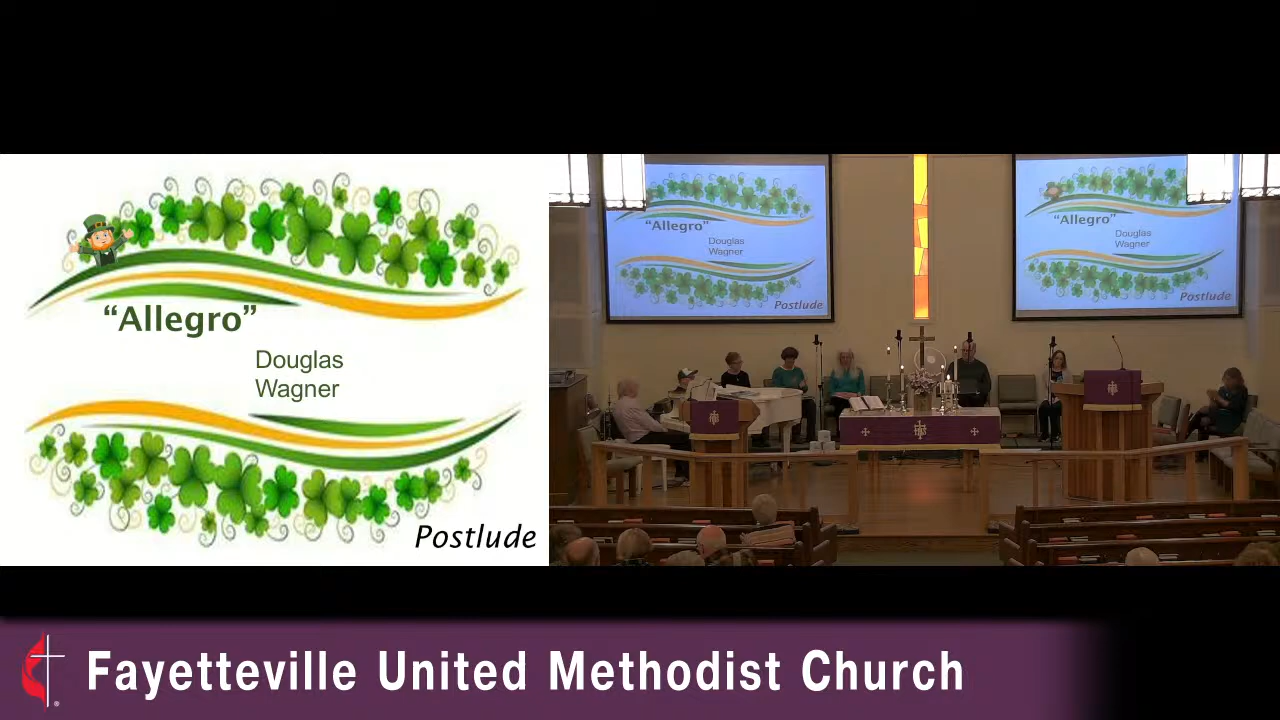 “Allegro”
Douglas
Wagner
Postlude
“Allegro”
Douglas
Wagner
Postlude
“Allegro”
Douglas
Wagner
Postlude
Fayetteville United Methodist Church